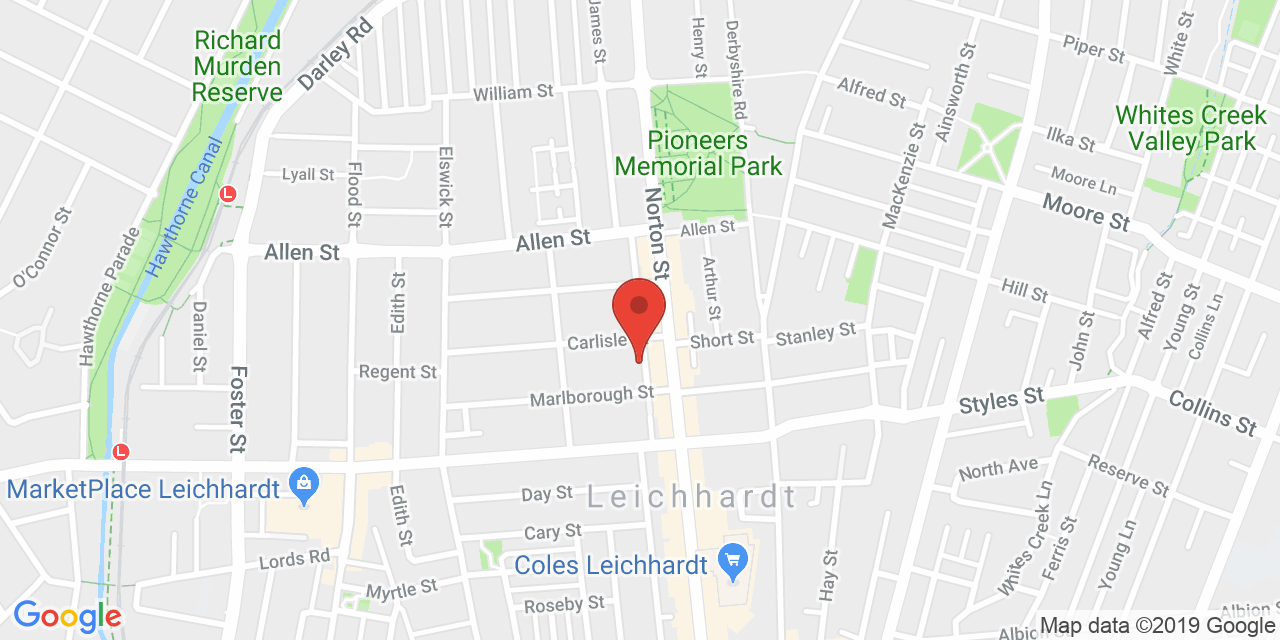 Richard
Murden
Reserve
Darley Rd
James St
Henry St
Derbyshire Rd
William St
Pioneers
Memorial Park
Alfred St
Ainsworth St
Piper St
White St
Whites Creek
Valley Park
Ilka St
Moore Ln
Moore St
MacKenzie St
Hawthorne Canal
L
Lyall St
Flood St
Elswick St
Norton St
Allen St
Allen St
Allen St
O'Connor St
Hawthorne Parade
Daniel St
Edith St
Arthur St
Hill St
Alfred St
Young St
Collins Ln
John St
Carlisle
Short St
Stanley St
Regent St
Foster St
Marlborough St
Styles St
Collins St
L
MarketPlace Leichhardt
Edith St
Day St
Leichhardt
North Ave
Reserve St
Whites Creek Ln
Ferris St
Young Ln
Cary St
Lords Rd
Coles Leichhardt
Hay St
Myrtle St
Roseby St
Albion St
Albion St
Google
Map data ©2019 Google